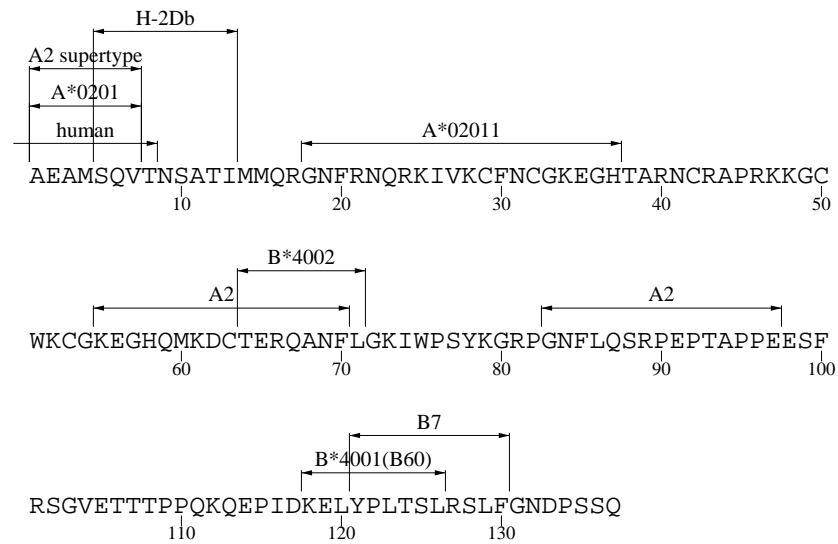 H-2Db
A2 supertype
A*0201
human A*02011
AEAMSQVTNSATIMMQRGNFRNQRKIVKCFNCGKEGHTARNCRAPRKKGC
10 20 30 40 50
B*4002
A2 A2
WKCGKEGHQMKDCTERQANFLGKIWPSYKGRPGNFLQSRPEPTAPPEESF
60 70 80 90 100
B7
B*4001(B60)
RSGVETTTPPQKQEPIDKELYPLTSLRSLFGNDPSSQ
110 120 130